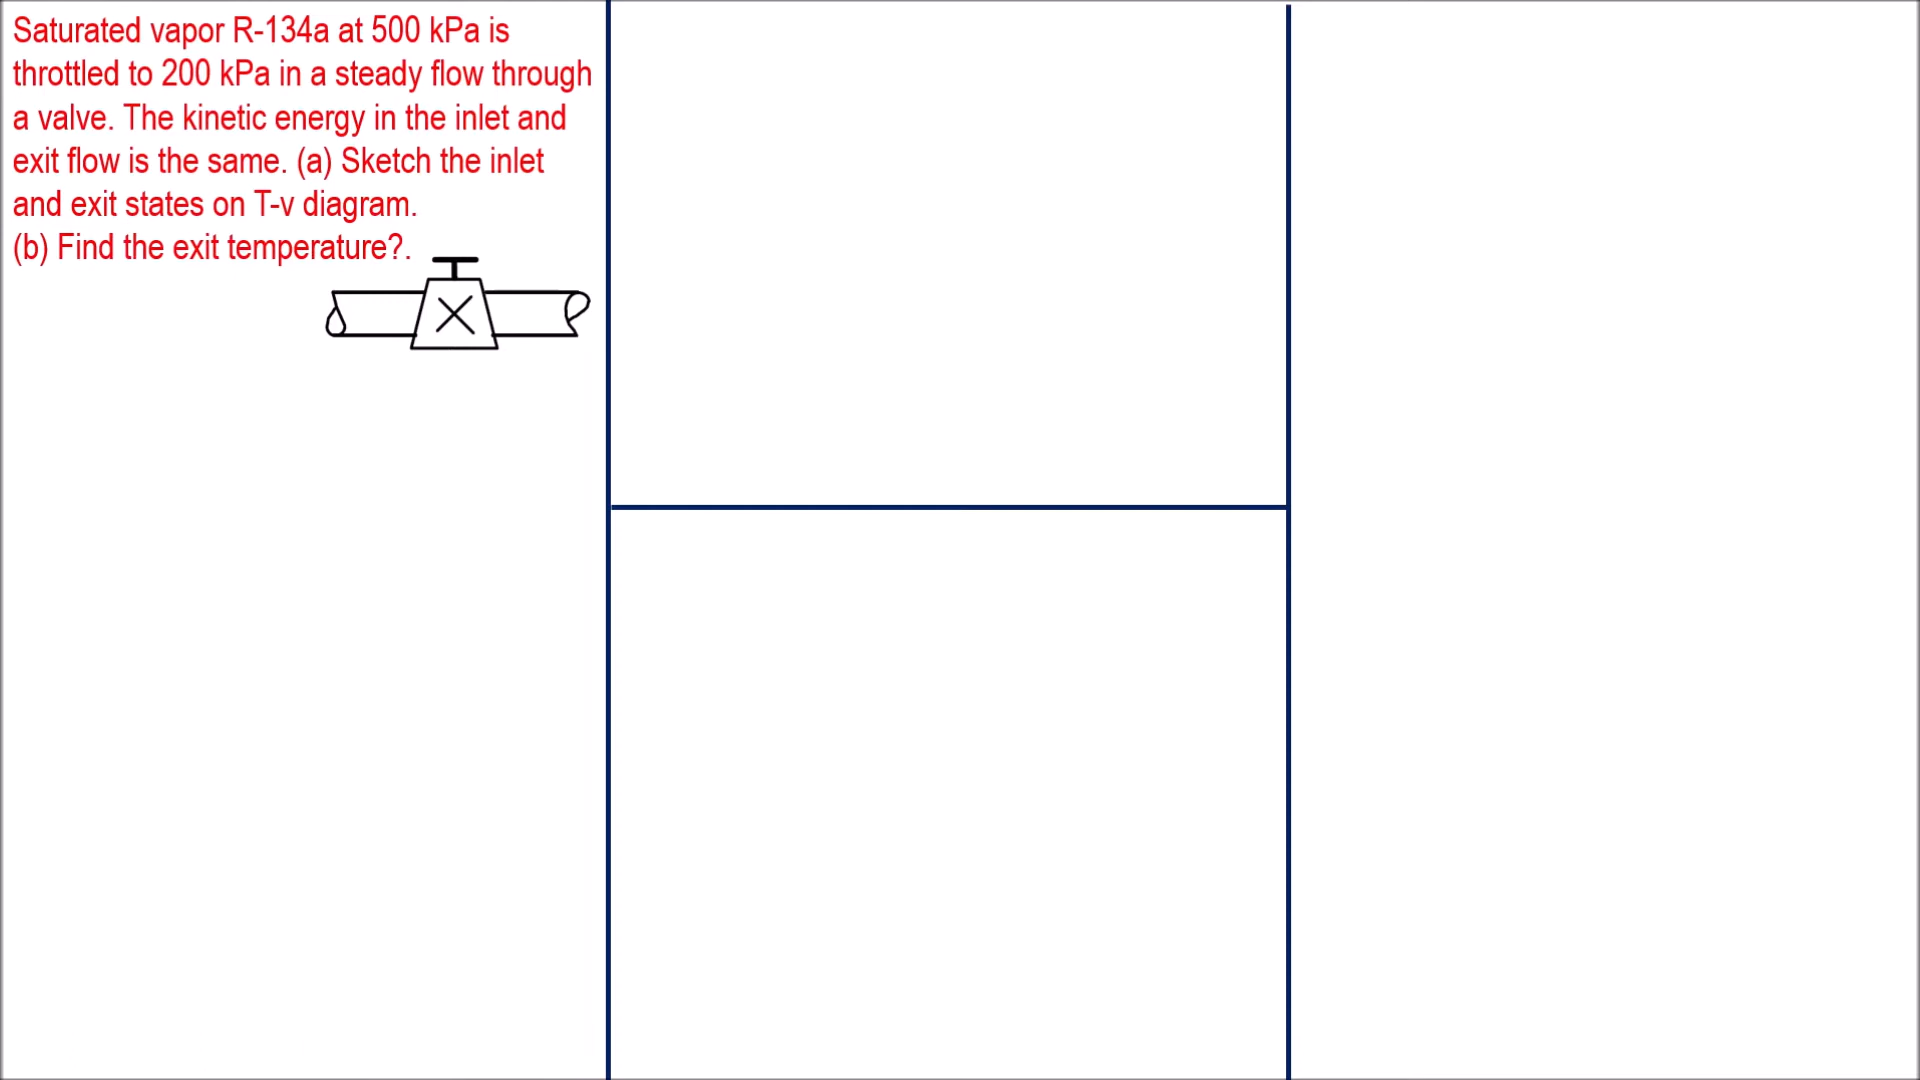 Saturated vapor R-134a at 500 kPa is
throttled to 200 kPa in a steady flow through
a valve. The kinetic energy in the inlet and
exit flow is the same. (a) Sketch the inlet
and exit states on T-v diagram.
(b) Find the exit temperature?.